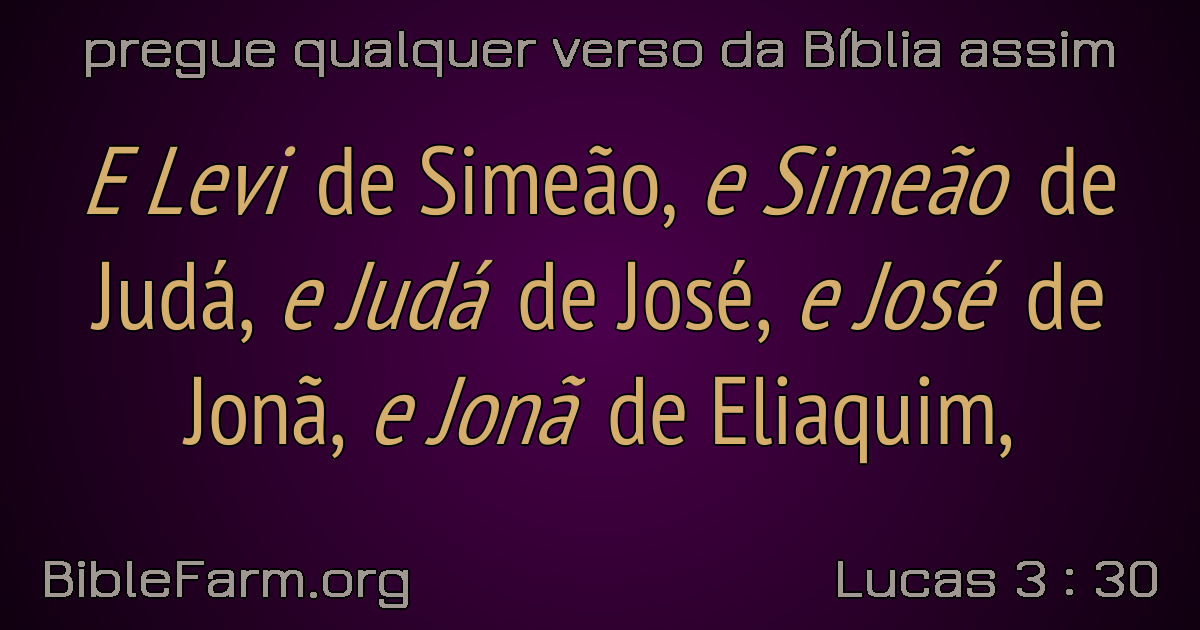 pregue qualquer verso da Bíblia assim
E Levi de Simeão, e Simeão de
Judá, e Judá de José, e José de
Jonã, e Jonã de Eliaquim,
BibleFarm.org
Lucas 3 : 30